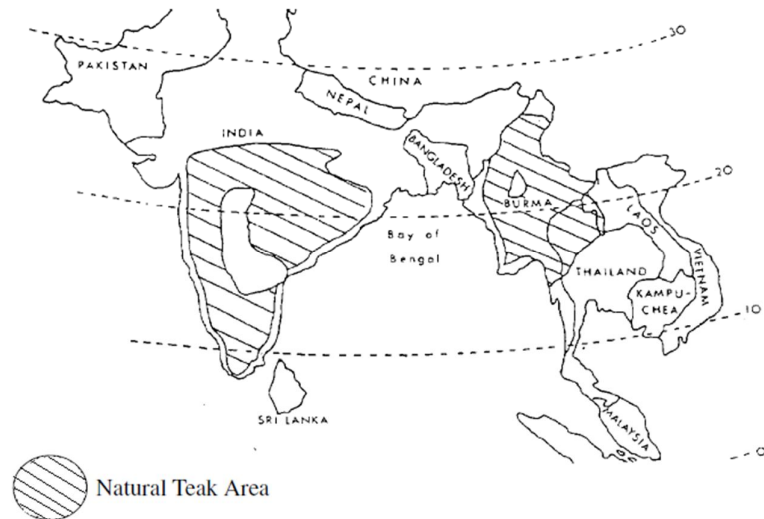 30
PAKISTAN
CHINA
NEPAL
INDIA
BANGLADESH
20
BURMA
LAOS
Bay of
Bengal
VIETNAM
THAILAND
KAMPU-
CHEA
10
SRI LANKA
MALAYSIA
0
Natural Teak Area